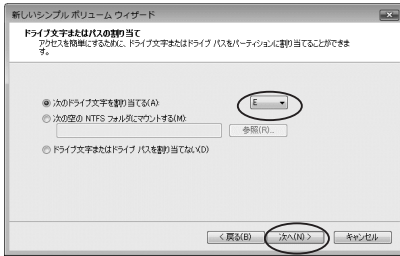 新しいシンプル ボリューム ウィザード
ドライブ文字またはパスの割り当て
アクセスを簡単にするために、ドライブ文字またはドライブ パスをパーティションに割り当てることができま
す。
次のドライブ文字を割り当てる(A):
E
次の空の NTFS フォルダにマウントする(M):
参照(R)...
ドライブ文字またはドライブ パスを割り当てない(D)
< 戻る(B)
次へ(N) >
キャンセル